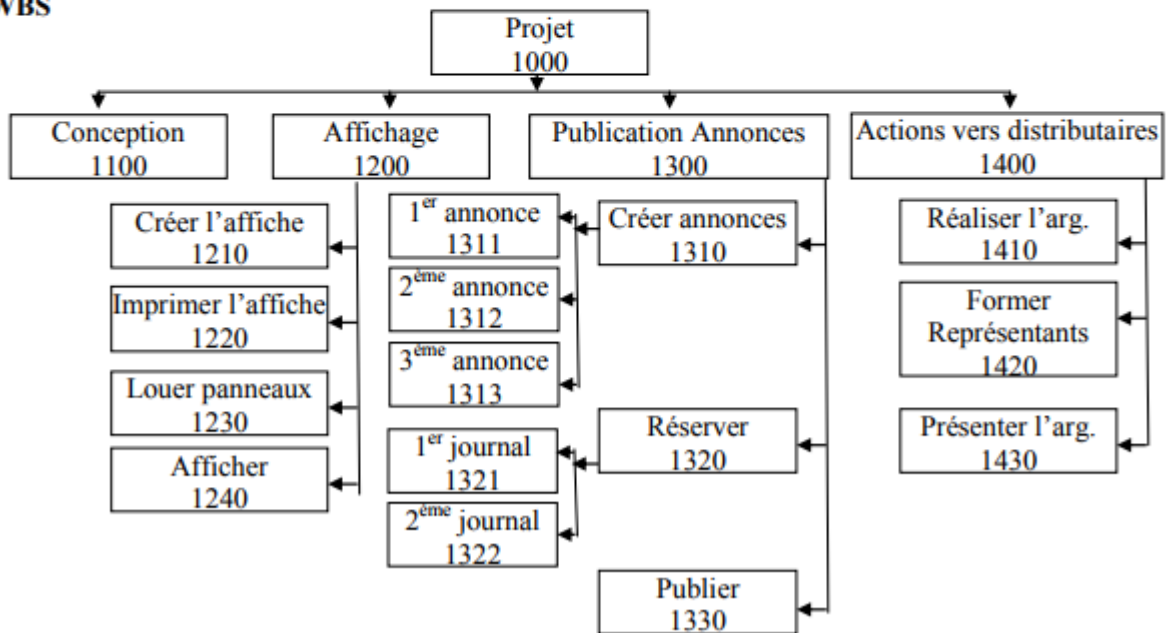 WBS
Projet
1000
Conception
1100
Affichage
1200
Publication Annonces
1300
Actions vers distributaires
1400
Créer l’affiche
1210
Imprimer l’affiche
1220
Louer panneaux
1230
Afficher
1240
1er annonce
1311
2ème annonce
1312
3ème annonce
1313
1er journal
1321
2ème journal
1322
Créer annonces
1310
Réserver
1320
Publier
1330
Réaliser l’arg.
1410
Former
Représentants
1420
Présenter l’arg.
1430